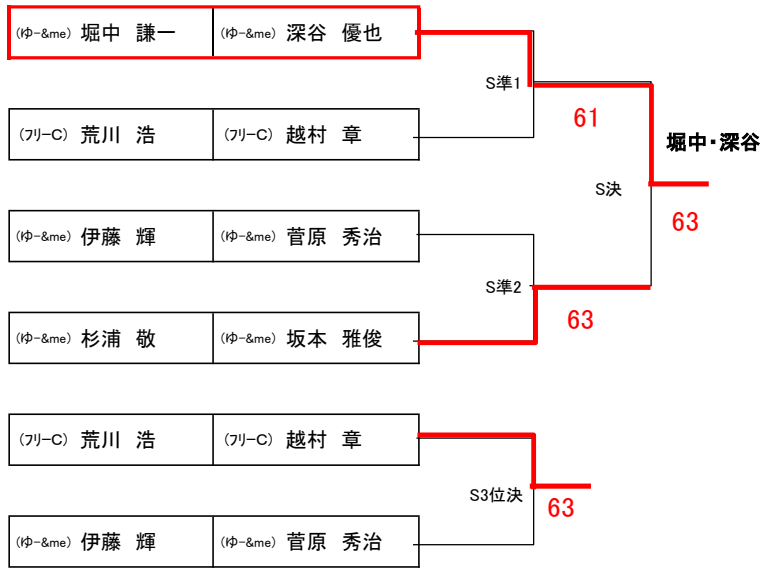 (ゆ-&me) 堀中 謙一 (ゆ-&me) 深谷 優也
S準1
61
(フリーC) 荒川 浩 (フリーC) 越村 章
堀中・深谷
S決
63
(ゆ-&me) 伊藤 輝 (ゆ-&me) 菅原 秀治
S準2
63
(ゆ-&me) 杉浦 敬 (ゆ-&me) 坂本 雅俊
(フリーC) 荒川 浩 (フリーC) 越村 章
S3位決
63
(ゆ-&me) 伊藤 輝 (ゆ-&me) 菅原 秀治